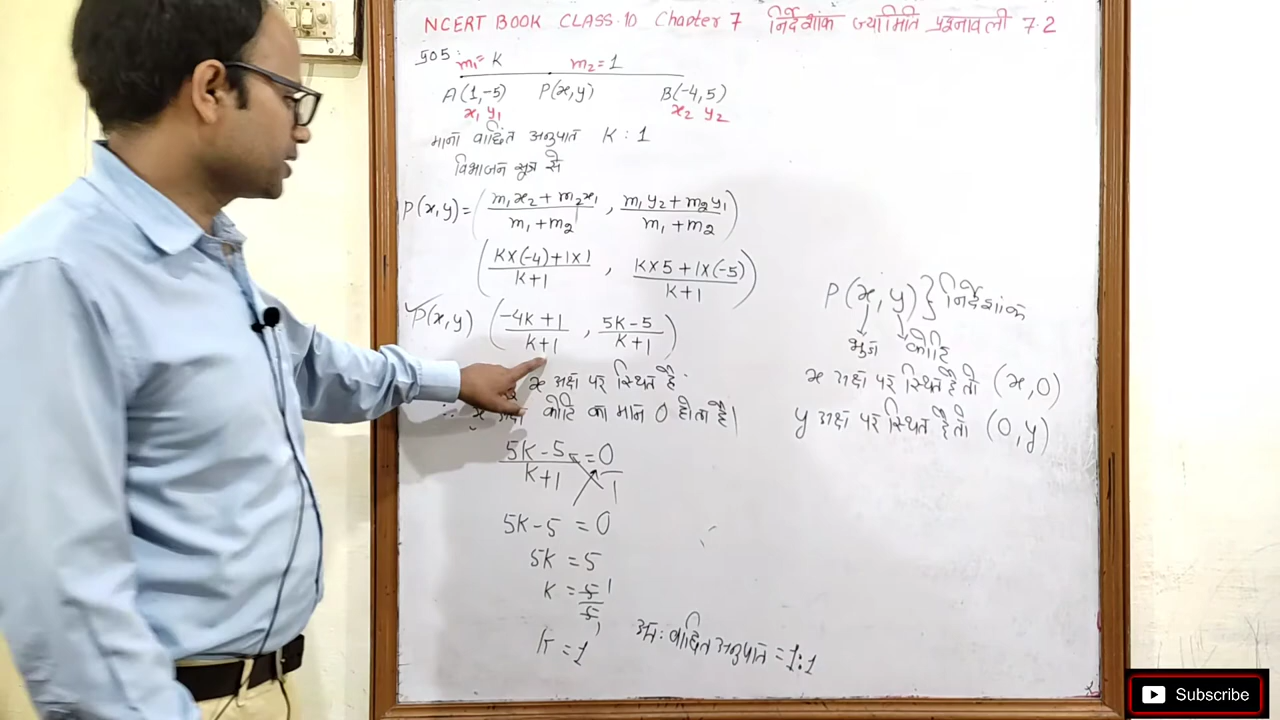 NCERT BOOK CLASS-10 Chapter 7 निर्देशांक ज्यामिति प्रश्नावली 7.2
प्र05:
m₁=K m₂=1
A(1,-5) P(x,y) B(-4,5)
x₁ y₁ x₂ y₂
माना वांछित अनुपात K : 1
विभाजन सूत्र से
P(x,y)= ( (m₁x₂+m₂x₁)/(m₁+m₂) , (m₁y₂+m₂y₁)/(m₁+m₂) )
( (K×(-4)+1×1)/(K+1) , (K×5+1×(-5))/(K+1) )
P(x,y) ( (-4K+1)/(K+1) , (5K-5)/(K+1) )
x अक्ष पर स्थित है.
∴ x अक्ष कोटि का मान 0 होता है।
(5K-5)/(K+1) = 0/1
5K-5 = 0
5K = 5
K = 5/5
K = 1
अतः वांछित अनुपात = 1:1
P(x,y)} निर्देशांक
भुज कोटि
x अक्ष पर स्थित है तो (x,0)
y अक्ष पर स्थित है तो (0,y)
Subscribe